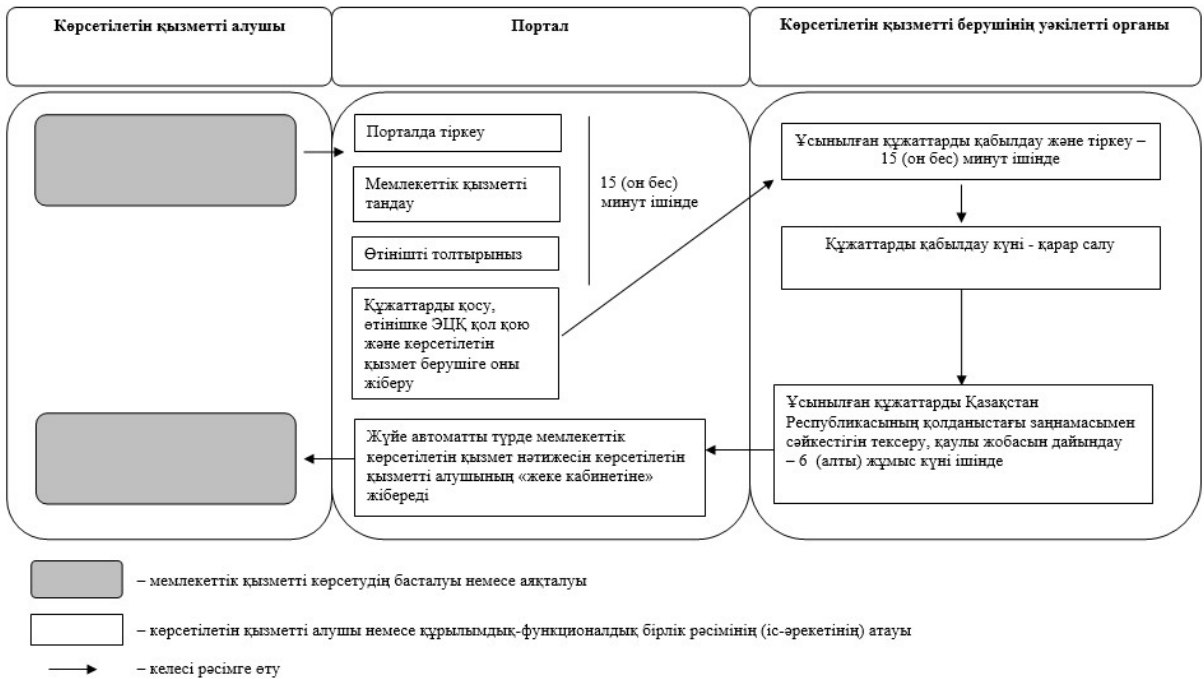 Көрсетілетін қызметті алушы
Портал
Көрсетілетін қызметті берушінің уәкілетті органы
Порталда тіркеу
Мемлекеттік қызметті
тандау
Өтінішті толтырыныз
15 (он бес)
минут ішінде
Құжаттарды қосу,
өтінішке ЭЦҚ қол қою
және көрсетілетін
қызмет берушіге оны
жіберу
Ұсынылған құжаттарды қабылдау және тіркеу –
15 (он бес) минут ішінде
Құжаттарды қабылдау күні - қарар салу
Ұсынылған құжаттарды Қазақстан
Республикасының қолданыстағы заңнамасымен
сәйкестігін тексеру, қаулы жобасын дайындау
– 6 (алты) жұмыс күні ішінде
Жүйе автоматты түрде мемлекеттік
көрсетілетін қызмет нәтижесін көрсетілетін
қызметті алушының «жеке кабинетіне»
жібереді
– мемлекеттік қызметті көрсетудің басталуы немесе аяқталуы
– көрсетілетін қызметті алушы немесе құрылымдық-функционалдық бірлік рәсімінің (іс-әрекетінің) атауы
– келесі рәсімге өту